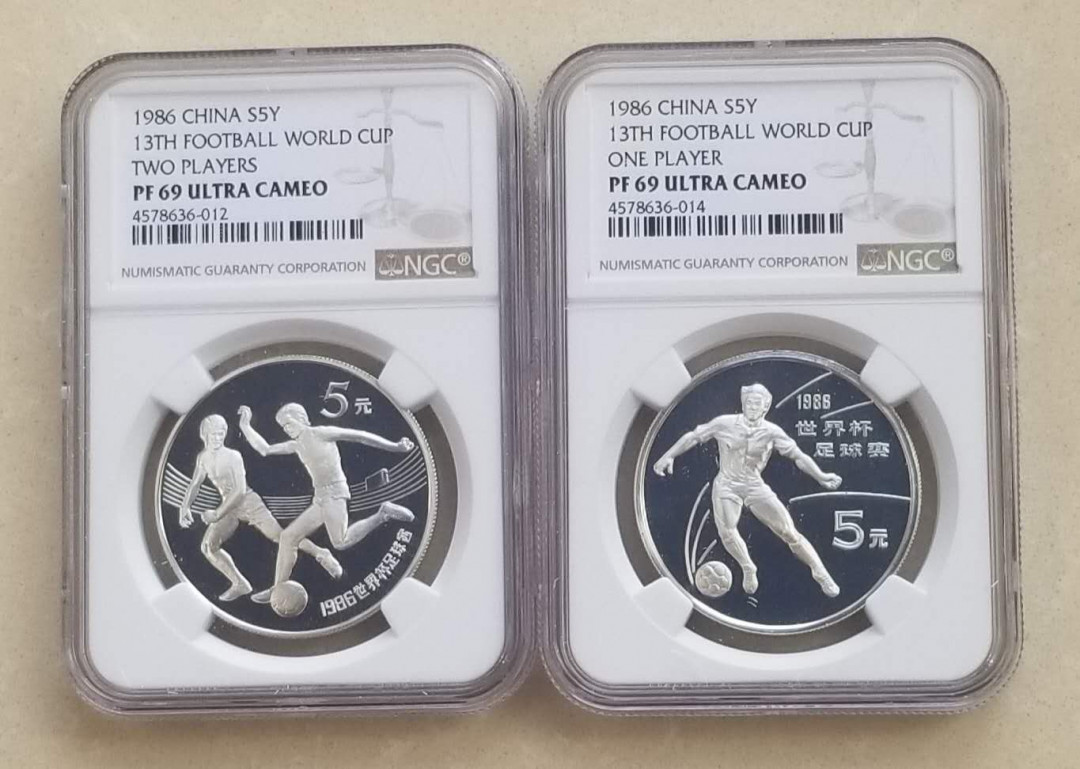 1986 CHINA S5Y
13TH FOOTBALL WORLD CUP
TWO PLAYERS
PF 69 ULTRA CAMEO
4578636-012
NUMISMATIC GUARANTY CORPORATION NGC®
5元
1986世界杯足球赛
1986 CHINA S5Y
13TH FOOTBALL WORLD CUP
ONE PLAYER
PF 69 ULTRA CAMEO
4578636-014
NUMISMATIC GUARANTY CORPORATION NGC®
1986
世界杯
足球赛
5元